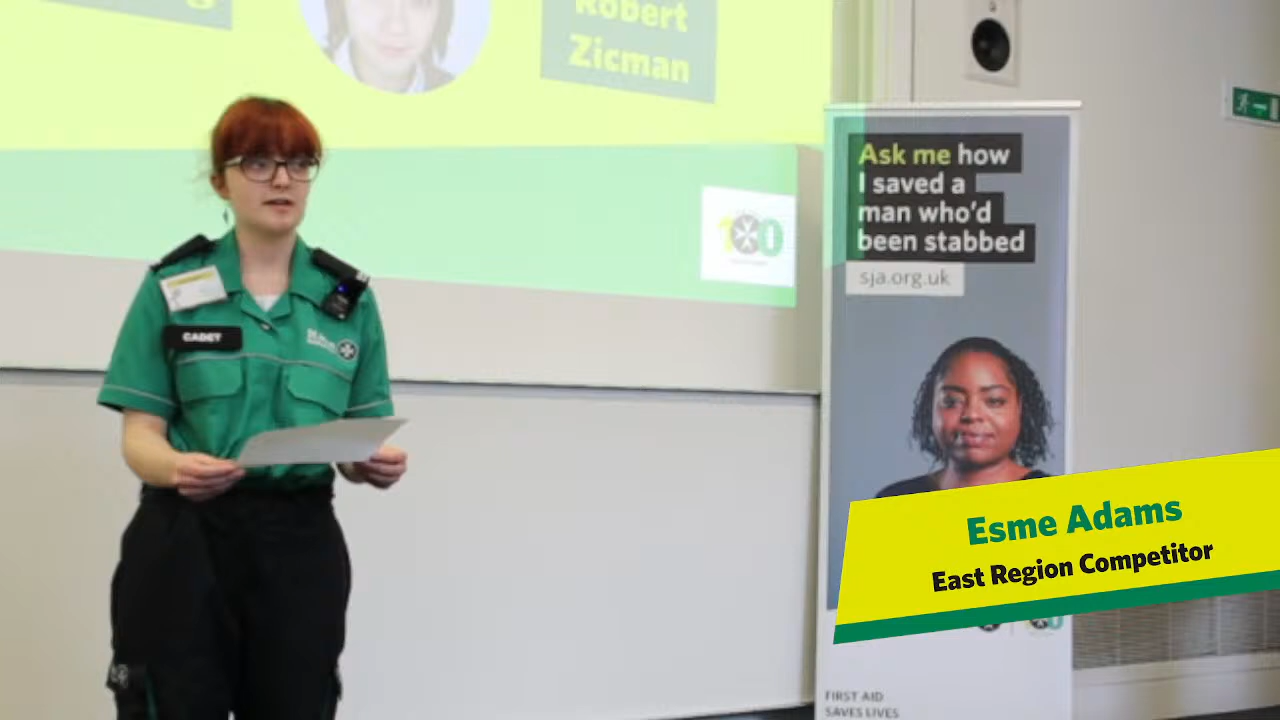 Robert
Zicman
Ask me how
I saved a
man who'd
been stabbed
sja.org.uk
CADET
100
Esme Adams
East Region Competitor
FIRST AID
SAVES LIVES